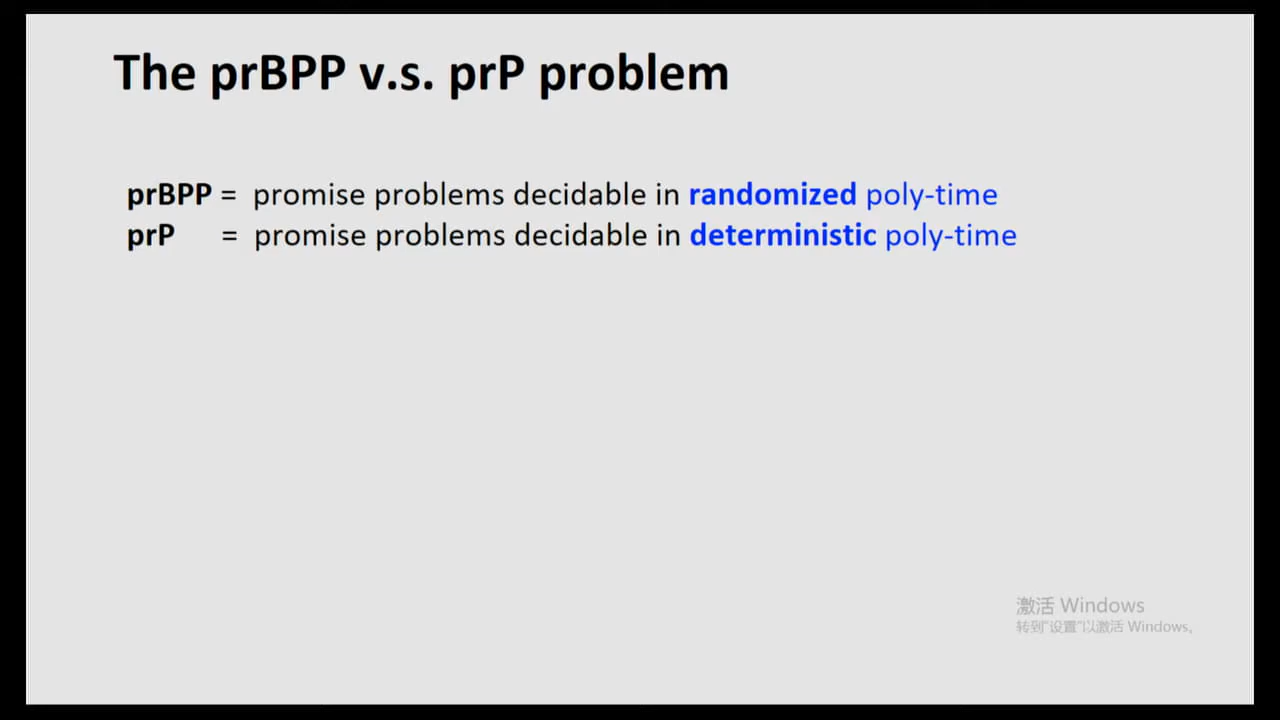 The prBPP v.s. prP problem
prBPP = promise problems decidable in randomized poly-time
prP = promise problems decidable in deterministic poly-time
激活 Windows
转到“设置”以激活 Windows。